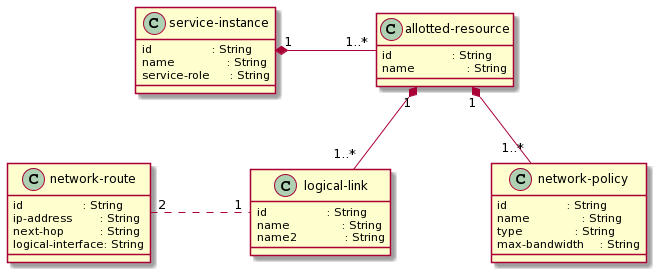 C service-instance
id : String
name : String
service-role : String
1
1..*
C allotted-resource
id : String
name : String
1
1
1..*
1..*
C network-route
id : String
ip-address : String
next-hop : String
logical-interface: String
2
1
C logical-link
id : String
name : String
name2 : String
C network-policy
id : String
name : String
type : String
max-bandwidth : String